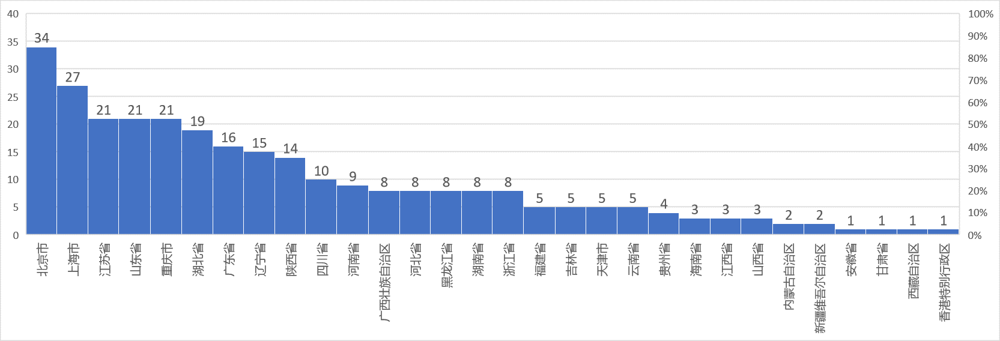 40
35
30
25
20
15
10
5
0
100%
90%
80%
70%
60%
50%
40%
30%
20%
10%
0%
34
27
21
21
21
19
16
15
14
10
9
8
8
8
8
8
5
5
5
5
4
3
3
3
2
2
1
1
1
1
北京市
上海市
江苏省
山东省
重庆市
湖北省
广东省
辽宁省
陕西省
四川省
河南省
广西壮族自治区
河北省
黑龙江省
湖南省
浙江省
福建省
吉林省
天津市
云南省
贵州省
海南省
江西省
山西省
内蒙古自治区
新疆维吾尔自治区
安徽省
甘肃省
西藏自治区
香港特别行政区